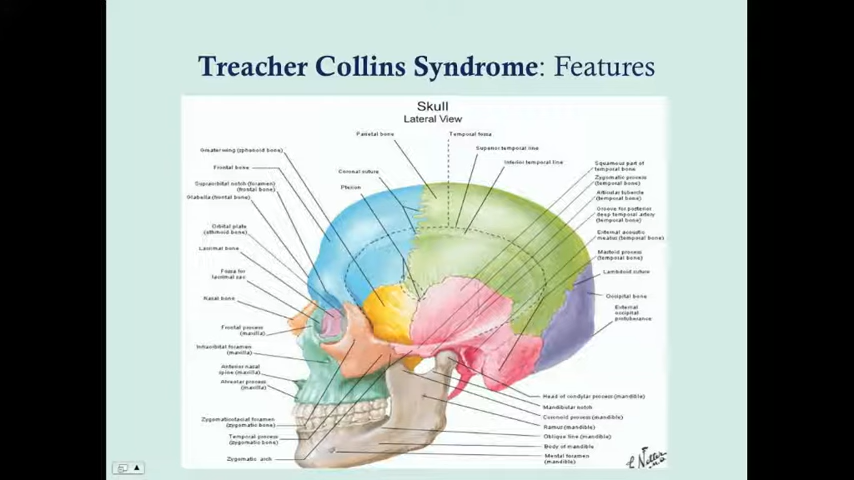 Treacher Collins Syndrome: Features
Skull
Lateral View
Parietal bone
Temporal fossa
Superior temporal line
Inferior temporal line
Greater wing (sphenoid bone)
Frontal bone
Coronal suture
Supraorbital notch (foramen)
(frontal bone)
Pterion
Glabella (frontal bone)
Orbital plate
(ethmoid bone)
Lacrimal bone
Fossa for
lacrimal sac
Nasal bone
Frontal process
(maxilla)
Infraorbital foramen
(maxilla)
Anterior nasal
spine (maxilla)
Alveolar process
(maxilla)
Zygomaticofacial foramen
(zygomatic bone)
Temporal process
(zygomatic bone)
Zygomatic arch
Squamous part of
temporal bone
Zygomatic process
(temporal bone)
Articular tubercle
(temporal bone)
Groove for posterior
deep temporal artery
(temporal bone)
External acoustic
meatus (temporal bone)
Mastoid process
(temporal bone)
Lambdoid suture
Occipital bone
External
occipital
protuberance
Head of condylar process (mandible)
Mandibular notch
Coronoid process (mandible)
Ramus (mandible)
Oblique line (mandible)
Body of mandible
Mental foramen
(mandible)